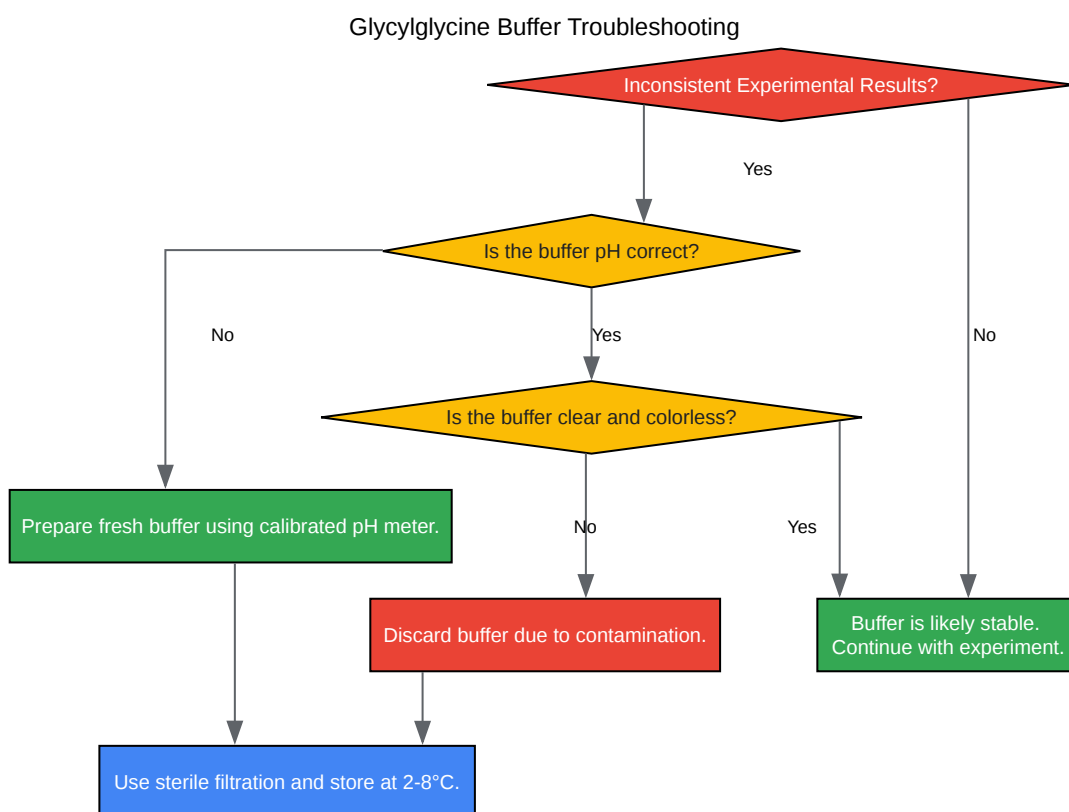 Glycylglycine Buffer Troubleshooting
Inconsistent Experimental Results?
Yes
Is the buffer pH correct?
No
Yes
No
Is the buffer clear and colorless?
Prepare fresh buffer using calibrated pH meter.
No
Yes
Discard buffer due to contamination.
Buffer is likely stable.
Continue with experiment.
Use sterile filtration and store at 2-8°C.